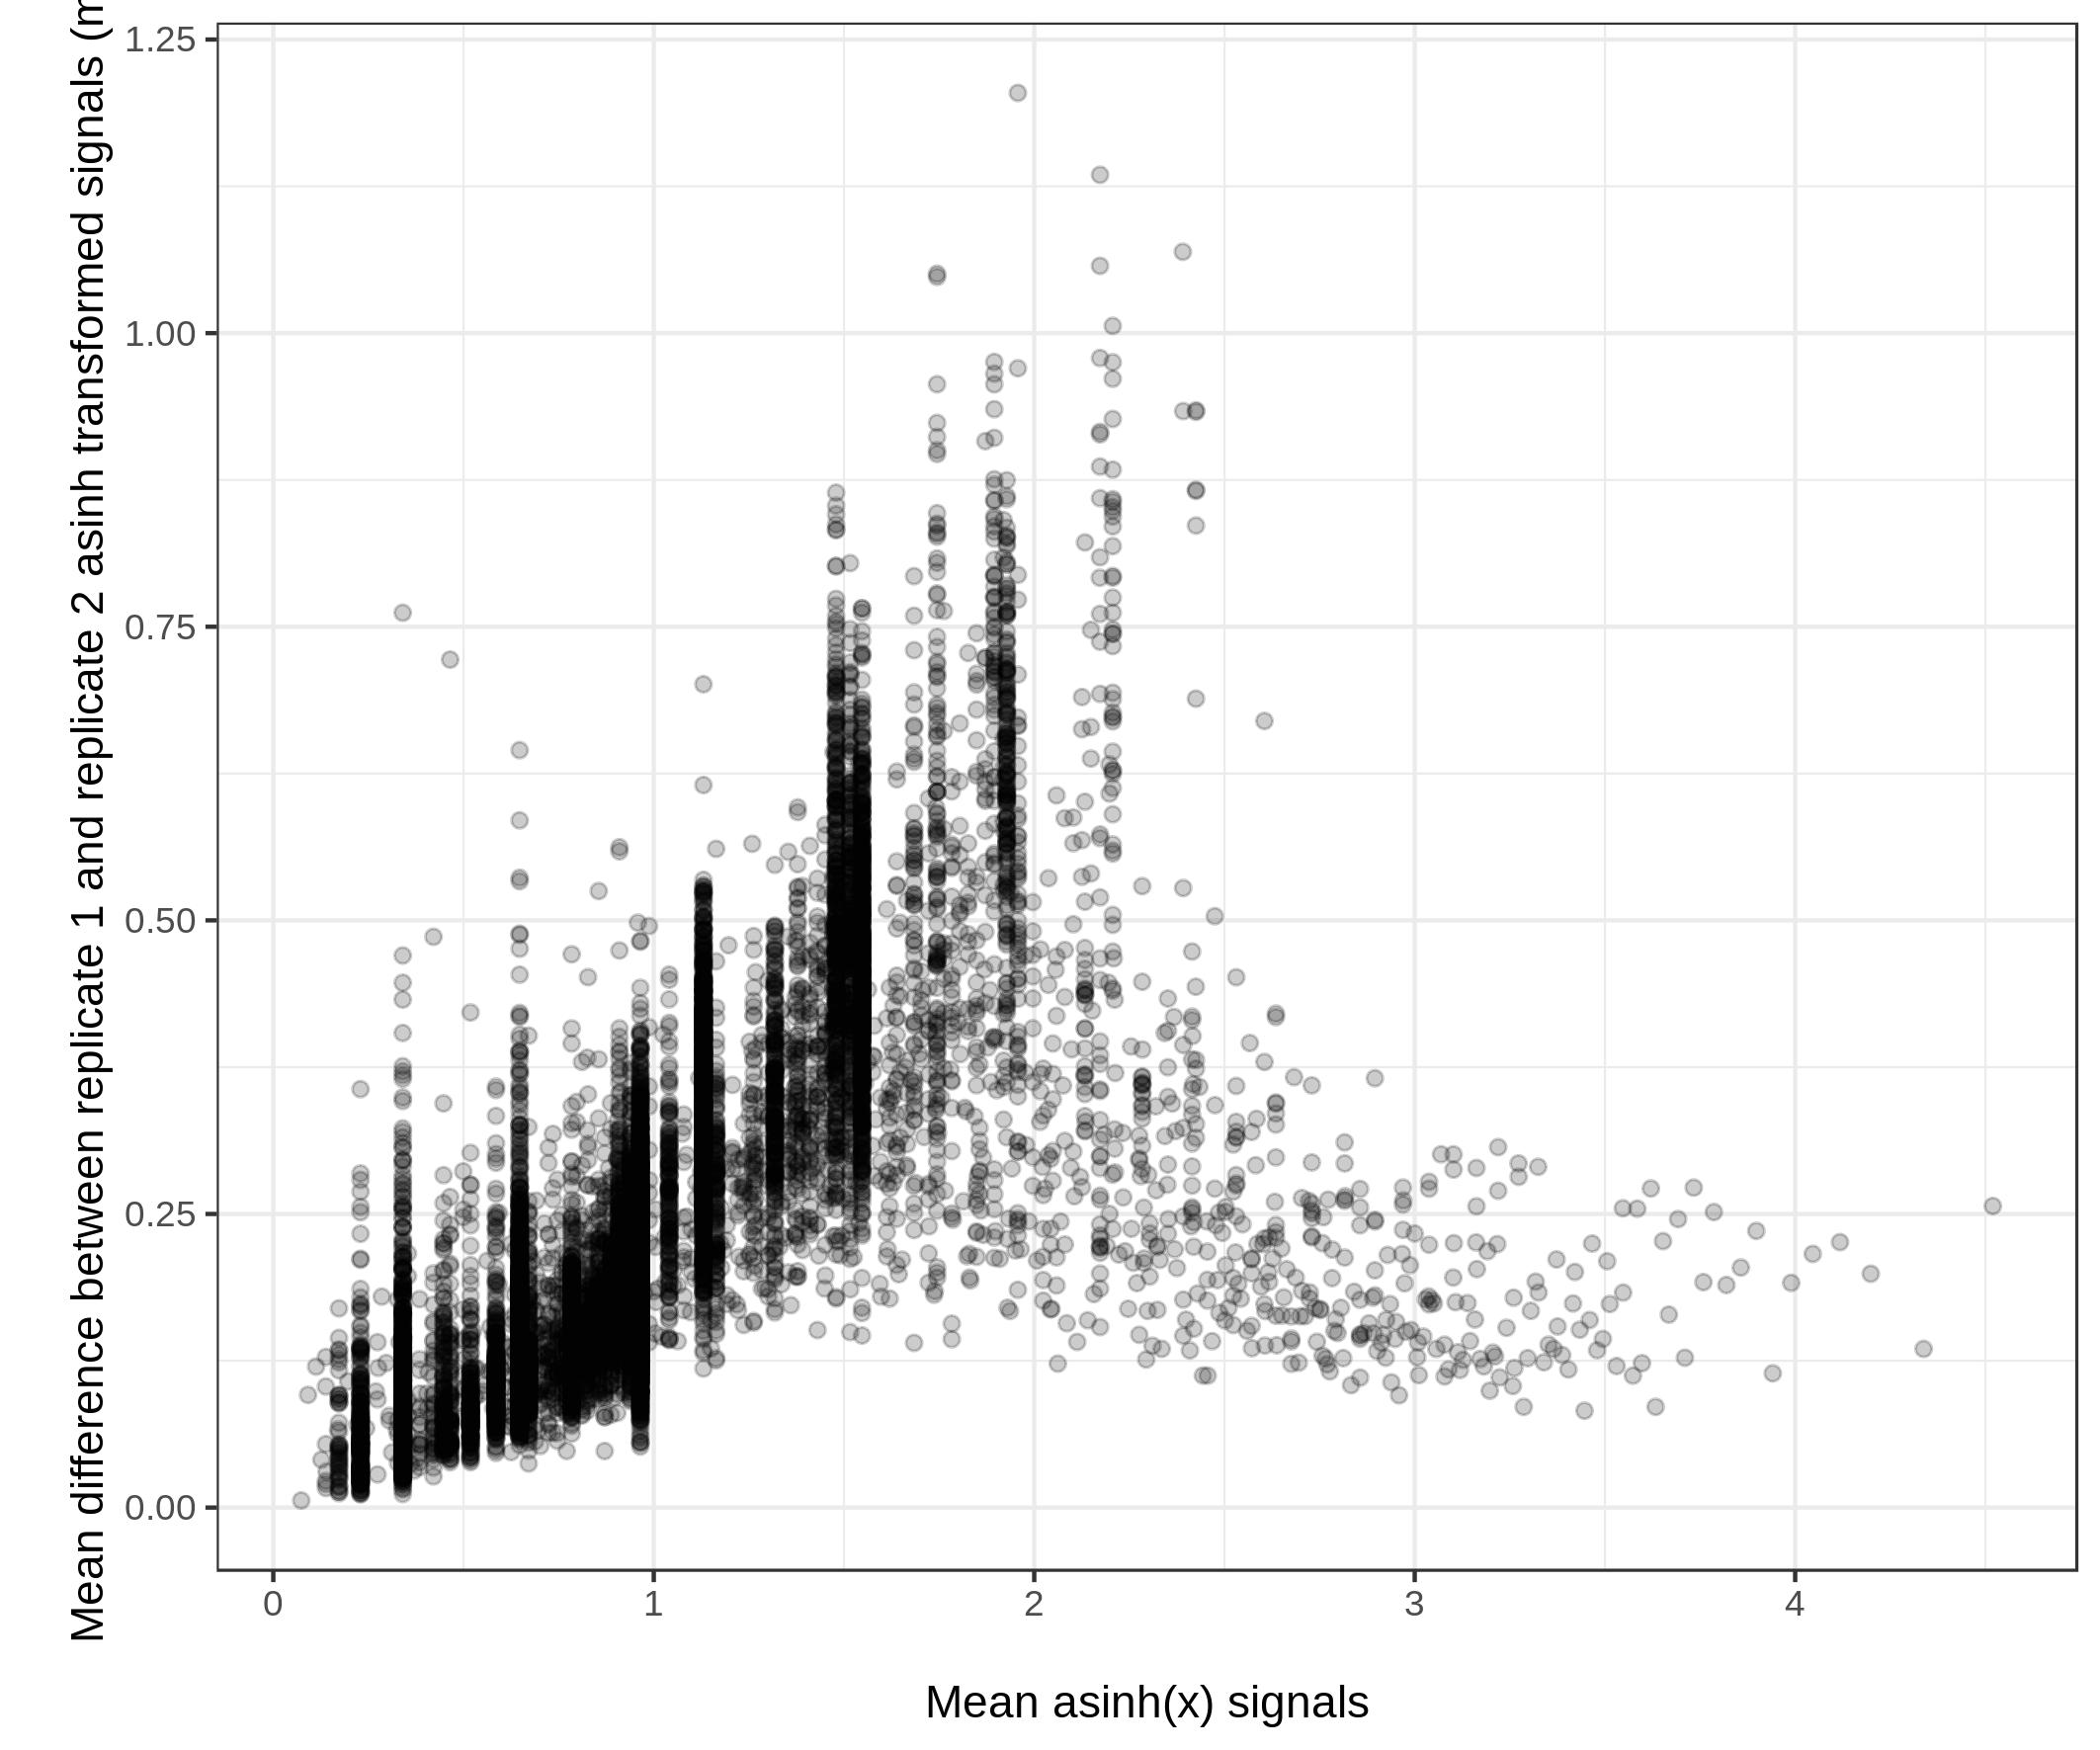 Mean difference between replicate 1 and replicate 2 asinh transformed signals (
1.25
1.00
0.75
0.50
0.25
0.00
0 1 2 3 4
Mean asinh(x) signals